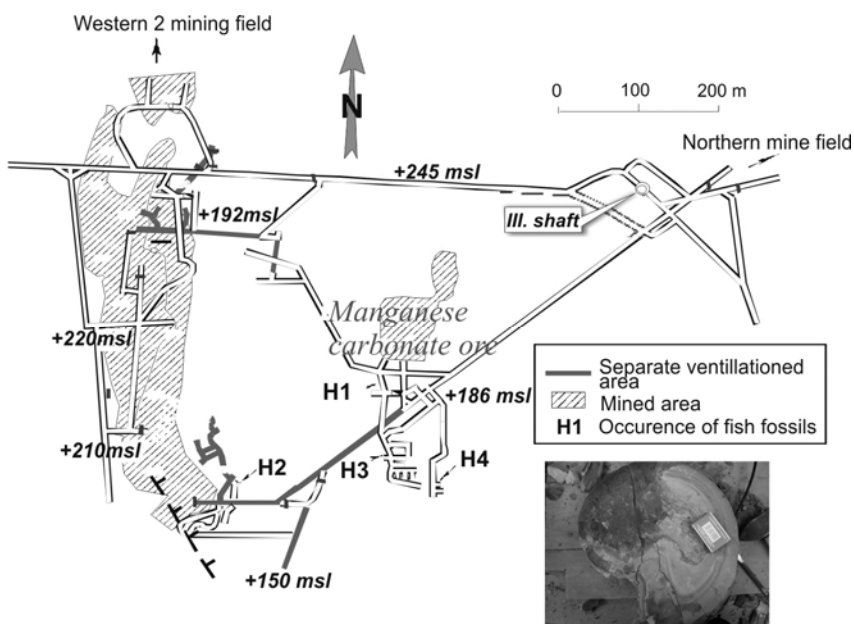 Western 2 mining field
N
0 100 200 m
Northern mine field
+245 msl
III. shaft
+192msl
Manganese
carbonate ore
+220msl
H1
+186 msl
+210msl
H2
H3
H4
+150 msl
Separate ventillationed
area
Mined area
H1 Occurence of fish fossils